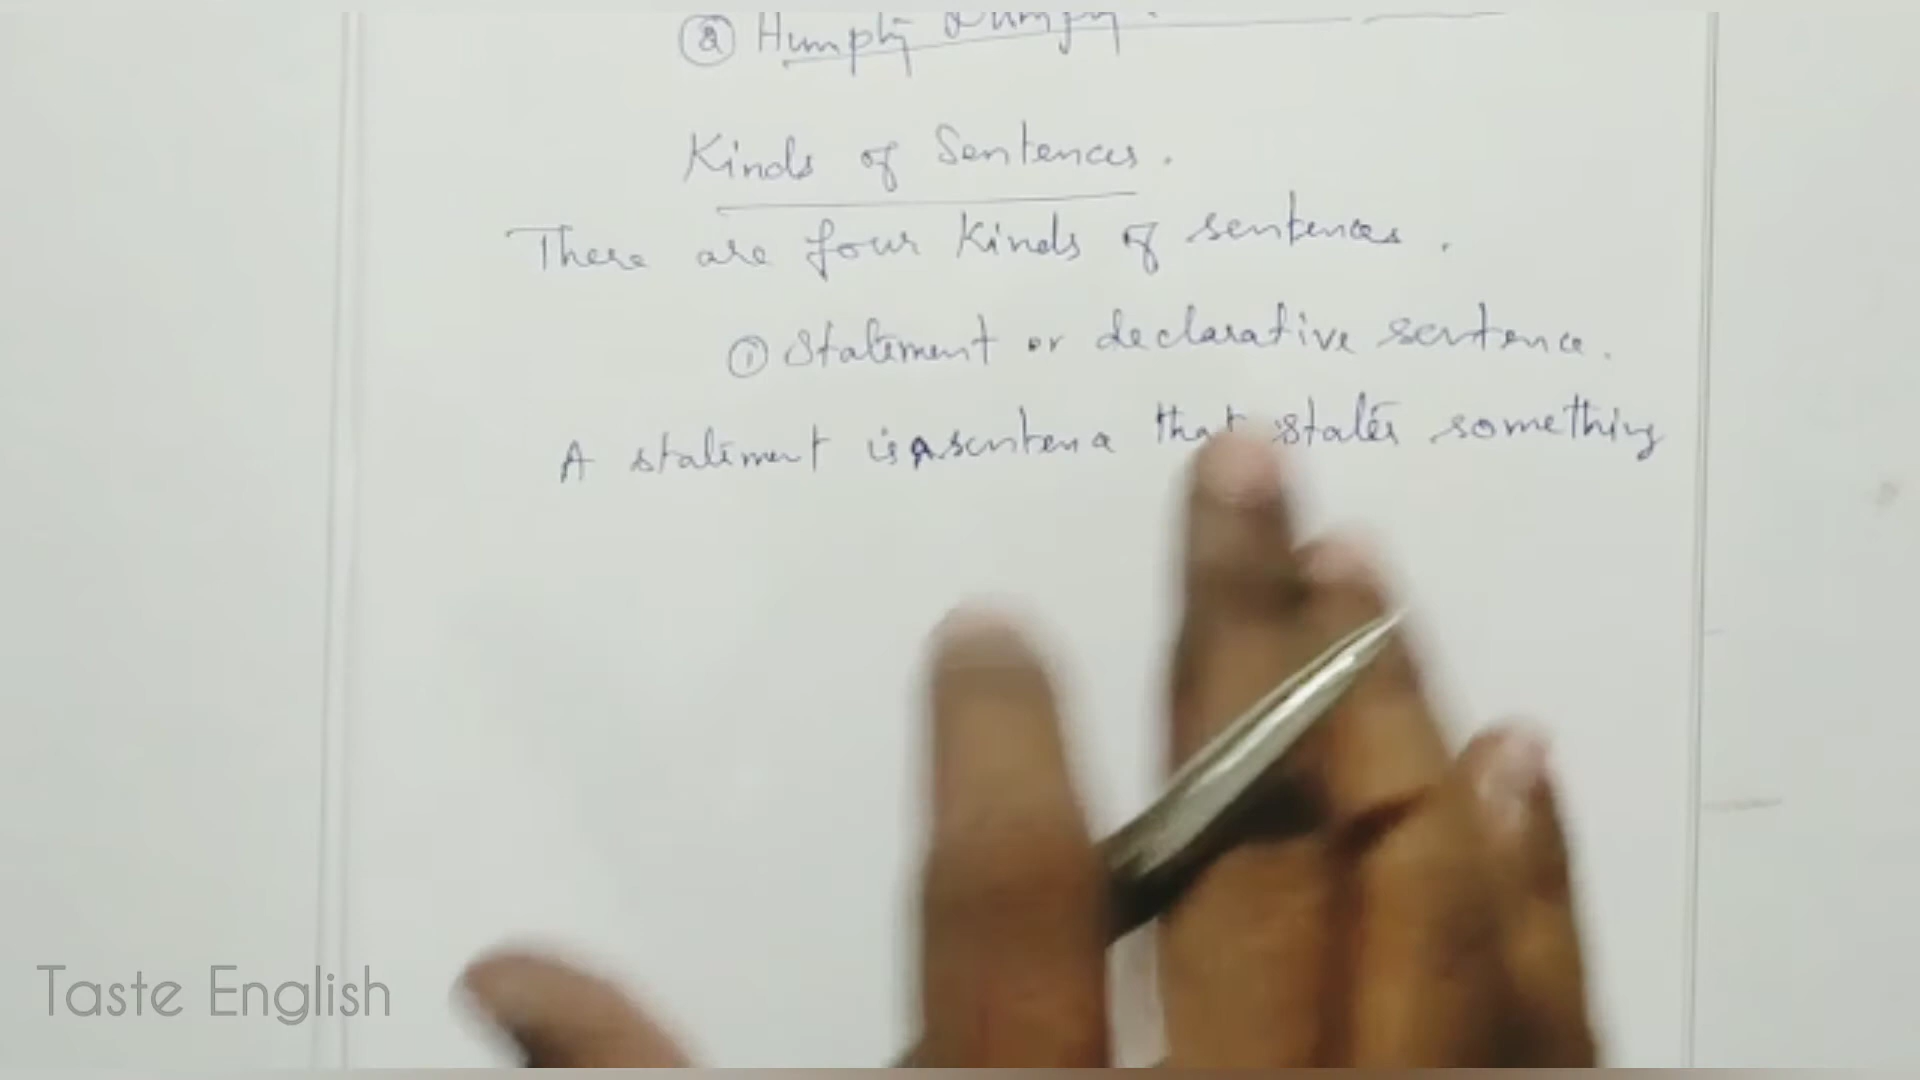 ② Humpty Dumpty.
Kinds of Sentences.
There are four kinds of sentences.
① Statement or declarative sentence.
A statement is a sentence that states something
Taste English